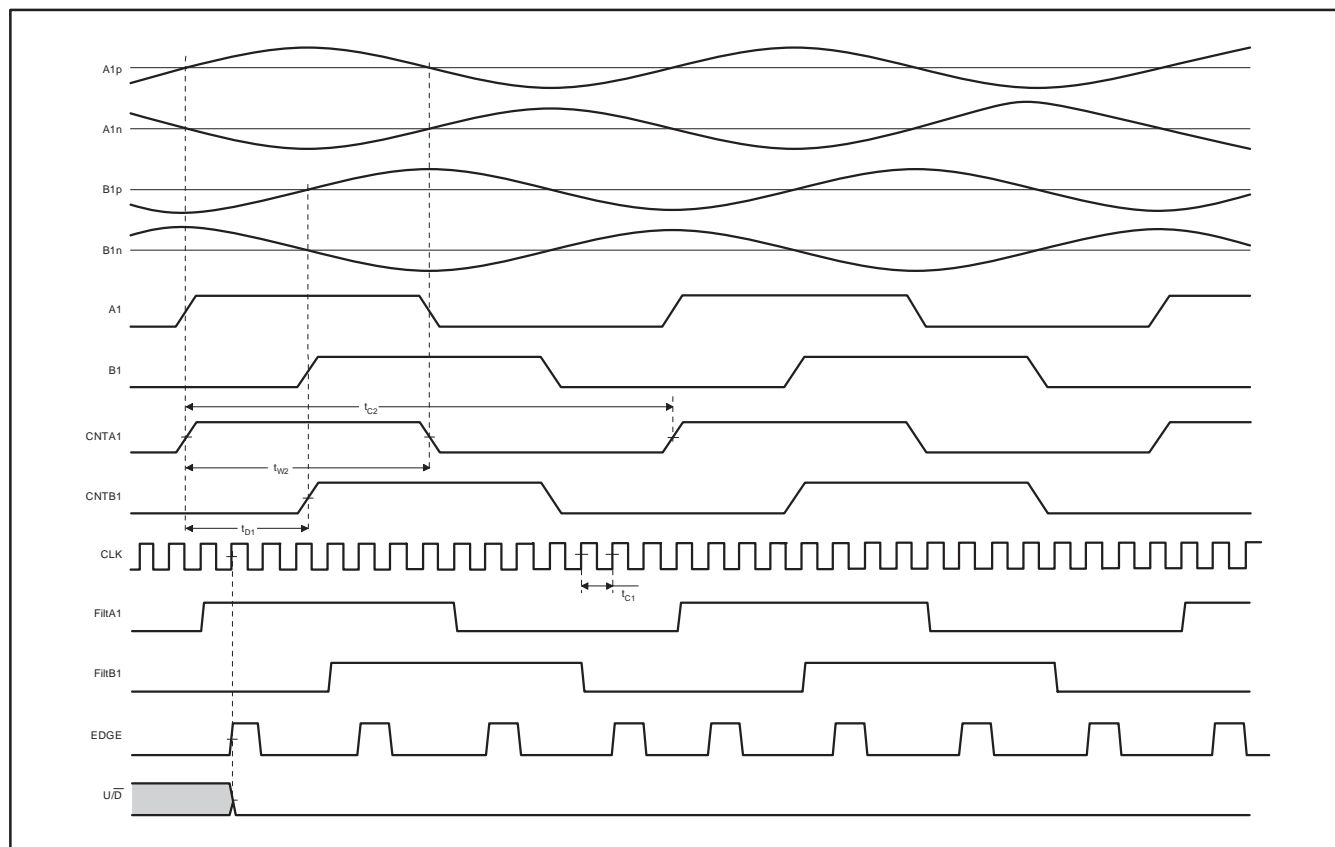 A1p
A1n
B1p
B1n
A1
B1
tC2
CNTA1
tW2
CNTB1
tD1
CLK
tC1
FiltA1
FiltB1
EDGE
U/D̅